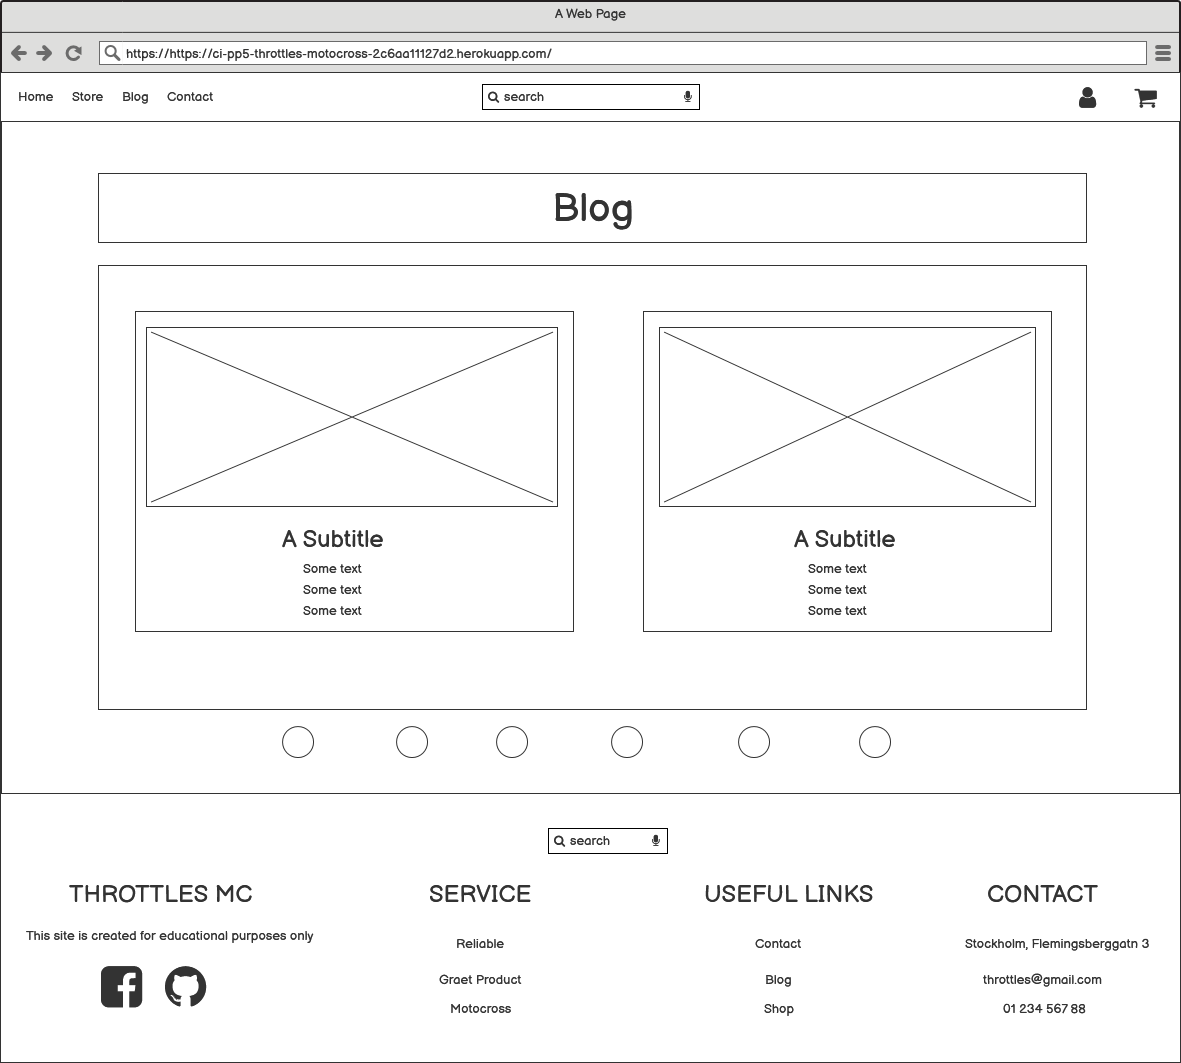 A Web Page
https://https://ci-pp5-throttles-motocross-2c6aa11127d2.herokuapp.com/
Home Store Blog Contact search
Blog
A Subtitle
Some text
Some text
Some text
A Subtitle
Some text
Some text
Some text
search
THROTTLES MC
This site is created for educational purposes only
SERVICE
Reliable
Graet Product
Motocross
USEFUL LINKS
Contact
Blog
Shop
CONTACT
Stockholm, Flemingsberggatn 3
throttles@gmail.com
01 234 567 88